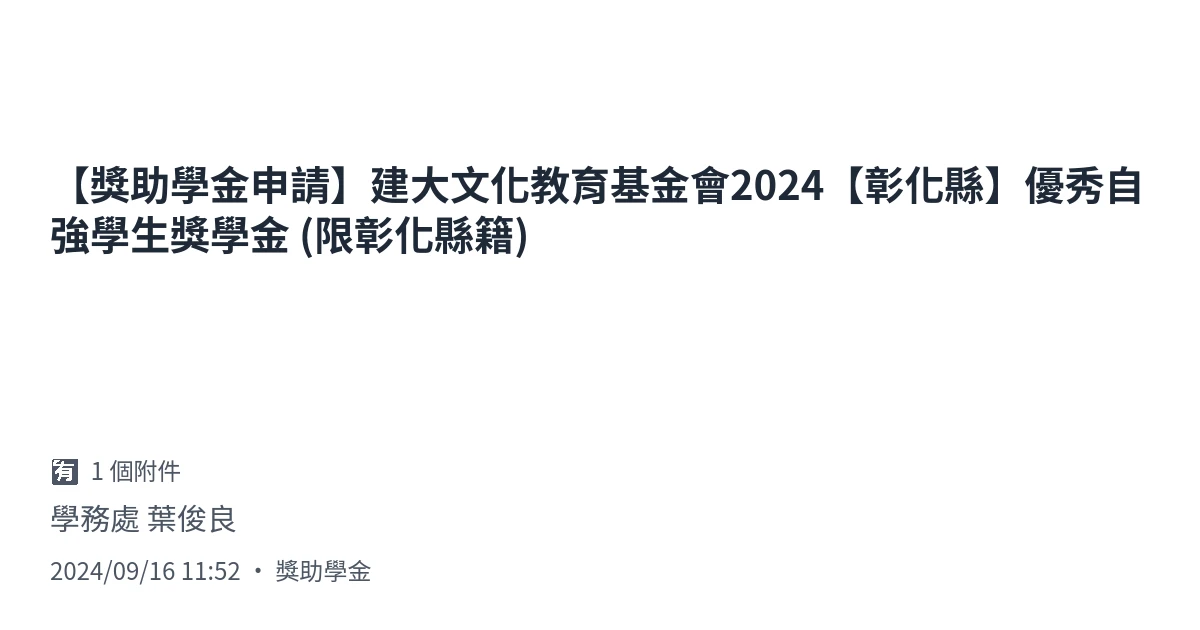 【獎助學金申請】建大文化教育基金會2024【彰化縣】優秀自
強學生獎學金 (限彰化縣籍)
🈶 1 個附件
學務處 葉俊良
2024/09/16 11:52 ・ 獎助學金